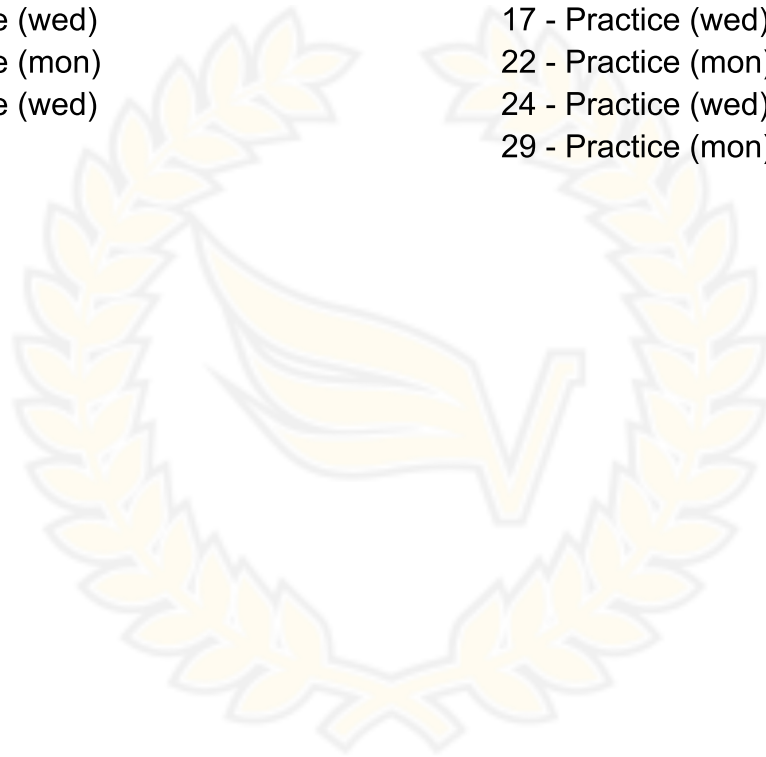 e (wed)
e (mon)
e (wed)
17 - Practice (wed)
22 - Practice (mon)
24 - Practice (wed)
29 - Practice (mon)